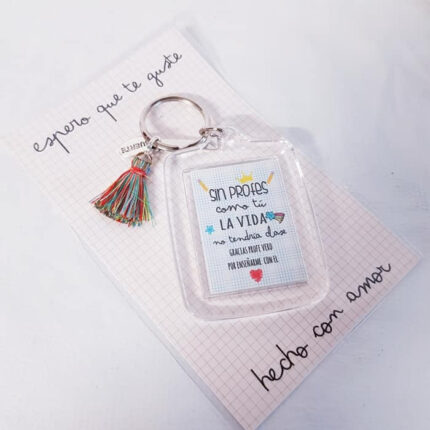 espero que te guste
SIN PROFES
como tú
LA VIDA
no tendría clase
GRACIAS PROFE VERO
POR ENSEÑARME CON EL
hecho con amor